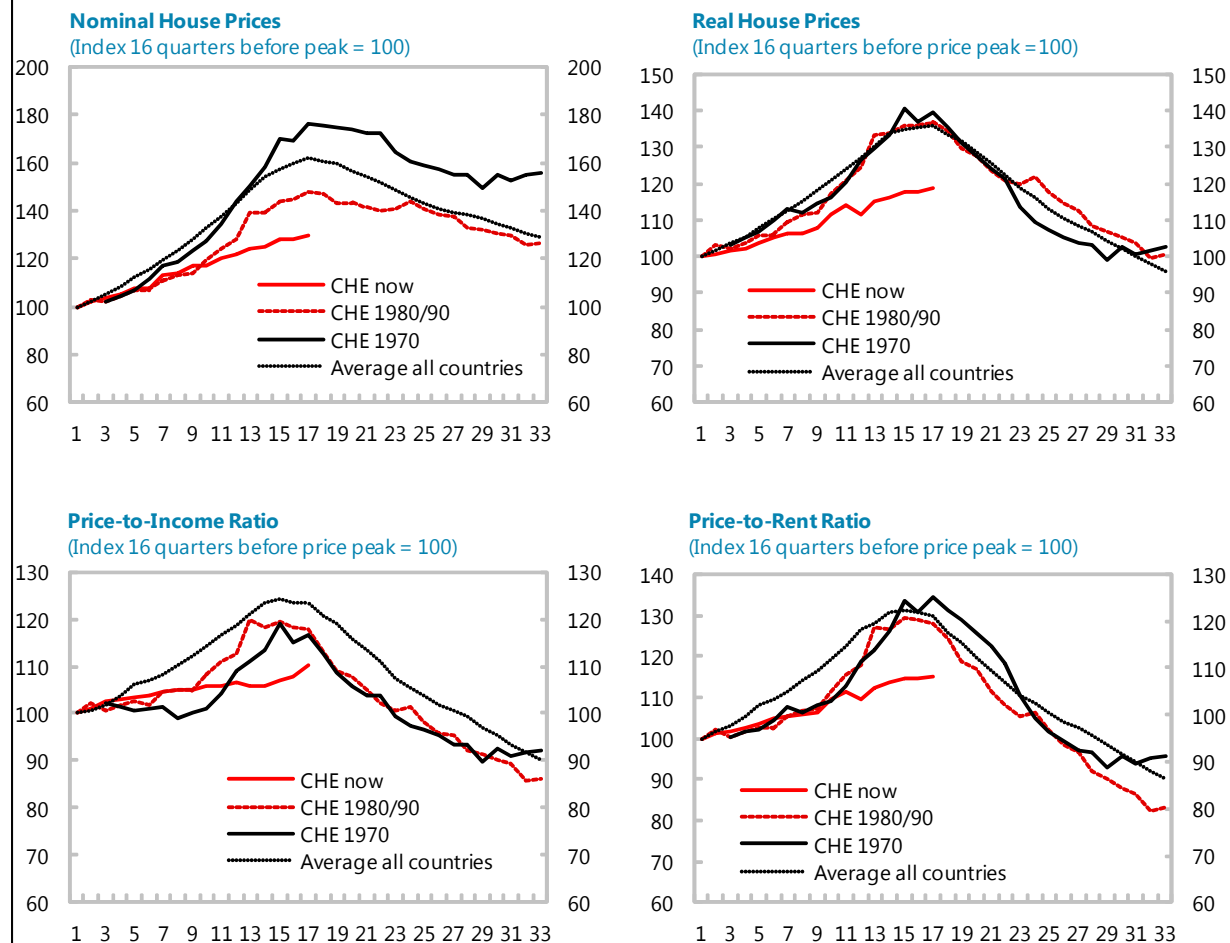 Nominal House Prices
(Index 16 quarters before peak = 100)
200 200
180 180
160 160
140 140
120 120
100 100
80 80
60 60
CHE now
CHE 1980/90
CHE 1970
Average all countries
1 3 5 7 9 11 13 15 17 19 21 23 25 27 29 31 33
Real House Prices
(Index 16 quarters before price peak =100)
150 150
140 140
130 130
120 120
110 110
100 100
90 90
80 80
70 70
60 60
CHE now
CHE 1980/90
CHE 1970
Average all countries
1 3 5 7 9 11 13 15 17 19 21 23 25 27 29 31 33
Price-to-Income Ratio
(Index 16 quarters before price peak = 100)
130 130
120 120
110 110
100 100
90 90
80 80
70 70
60 60
CHE now
CHE 1980/90
CHE 1970
Average all countries
1 3 5 7 9 11 13 15 17 19 21 23 25 27 29 31 33
Price-to-Rent Ratio
(Index 16 quarters before price peak = 100)
140 130
130 120
120 110
110 100
100 90
90 80
80 70
70 60
60
CHE now
CHE 1980/90
CHE 1970
Average all countries
1 3 5 7 9 11 13 15 17 19 21 23 25 27 29 31 33